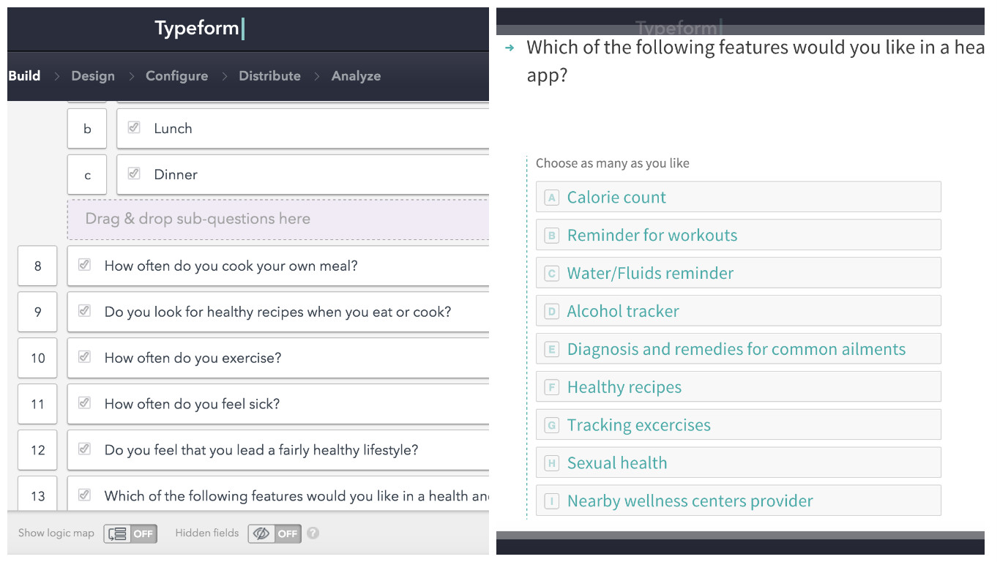 Typeform
Build > Design > Configure > Distribute > Analyze
b Lunch
c Dinner
Drag & drop sub-questions here
8 How often do you cook your own meal?
9 Do you look for healthy recipes when you eat or cook?
10 How often do you exercise?
11 How often do you feel sick?
12 Do you feel that you lead a fairly healthy lifestyle?
13 Which of the following features would you like in a health an
Show logic map OFF Hidden fields OFF ?
Typeform
Which of the following features would you like in a hea
app?
Choose as many as you like
A Calorie count
B Reminder for workouts
C Water/Fluids reminder
D Alcohol tracker
E Diagnosis and remedies for common ailments
F Healthy recipes
G Tracking excercises
H Sexual health
I Nearby wellness centers provider